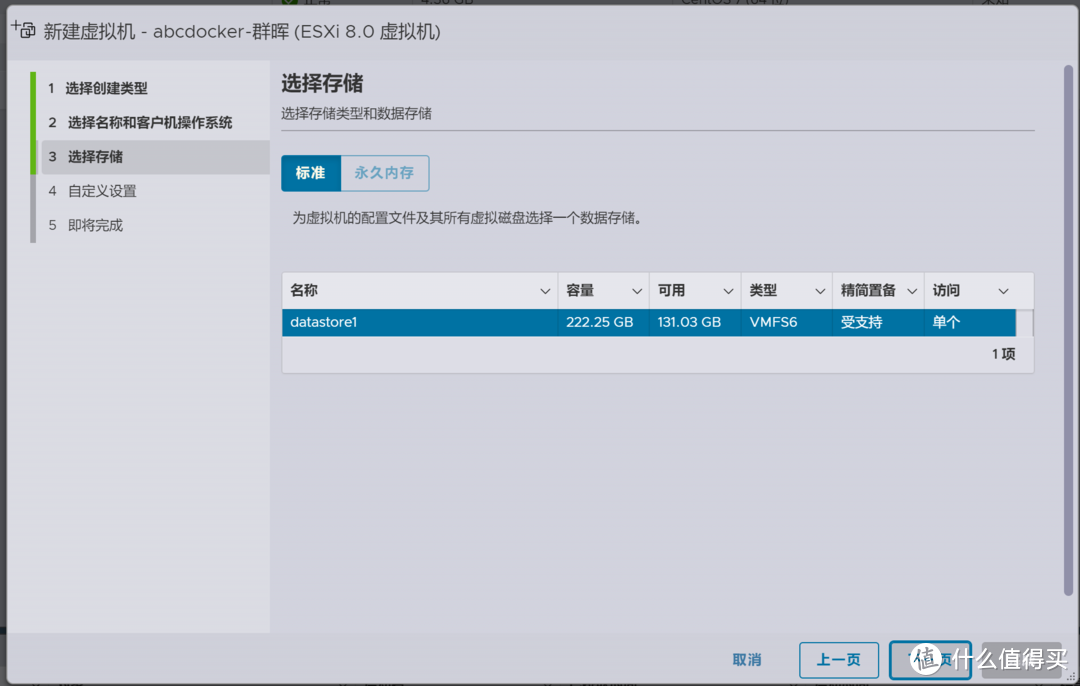 新建虚拟机 - abcdocker-群晖 (ESXi 8.0 虚拟机)
1 选择创建类型
2 选择名称和客户机操作系统
3 选择存储
4 自定义设置
5 即将完成
选择存储
选择存储类型和数据存储
标准 永久内存
为虚拟机的配置文件及其所有虚拟磁盘选择一个数据存储。
名称 容量 可用 类型 精简置备 访问
datastore1 222.25 GB 131.03 GB VMFS6 受支持 单个
1 项
取消 上一页 页
值 什么值得买